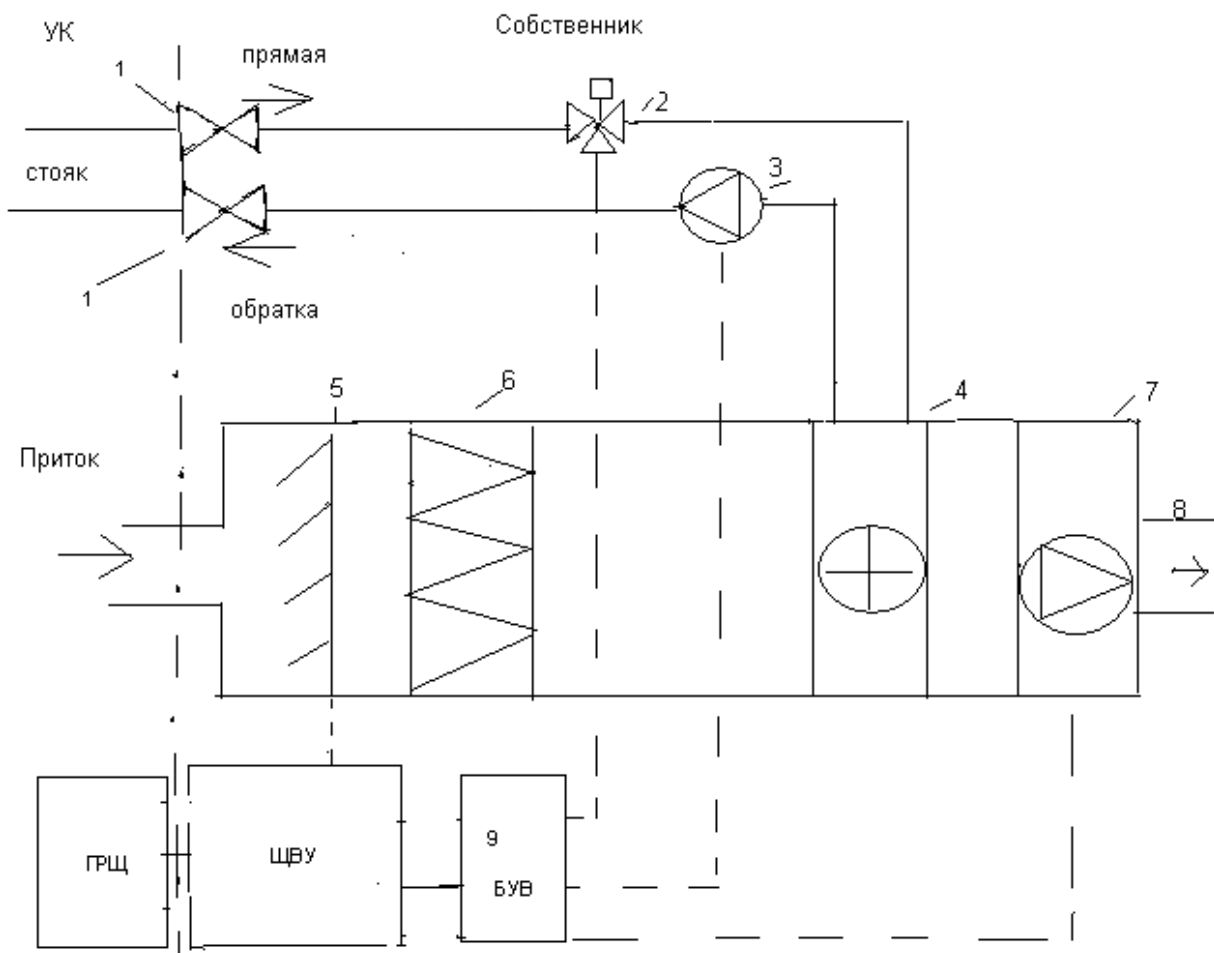 УК
Собственник
прямая
1
2
стояк
3
1
обратка
5
6
4
7
Приток
8
ГРЩ
ЩВУ
9
БУВ